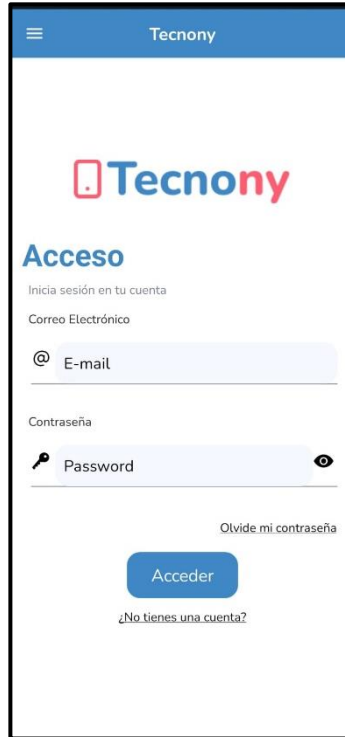 Tecnony
Tecnony
Acceso
Inicia sesión en tu cuenta
Correo Electrónico
@ E-mail
Contraseña
Password
Olvide mi contraseña
Acceder
¿No tienes una cuenta?